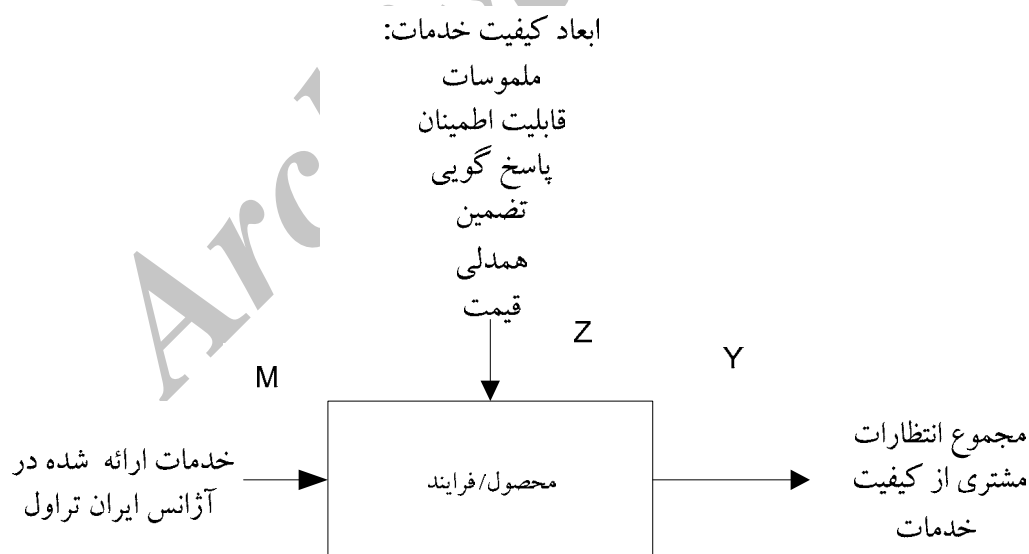 ابعاد کیفیت خدمات:
ملموسات
قابلیت اطمینان
پاسخ گویی
تضمین
همدلی
قیمت
Z
Y
M
خدمات ارائه شده در
آژانس ایران تراول
محصول/فرایند
مجموع انتظارات
مشتری از کیفیت
خدمات